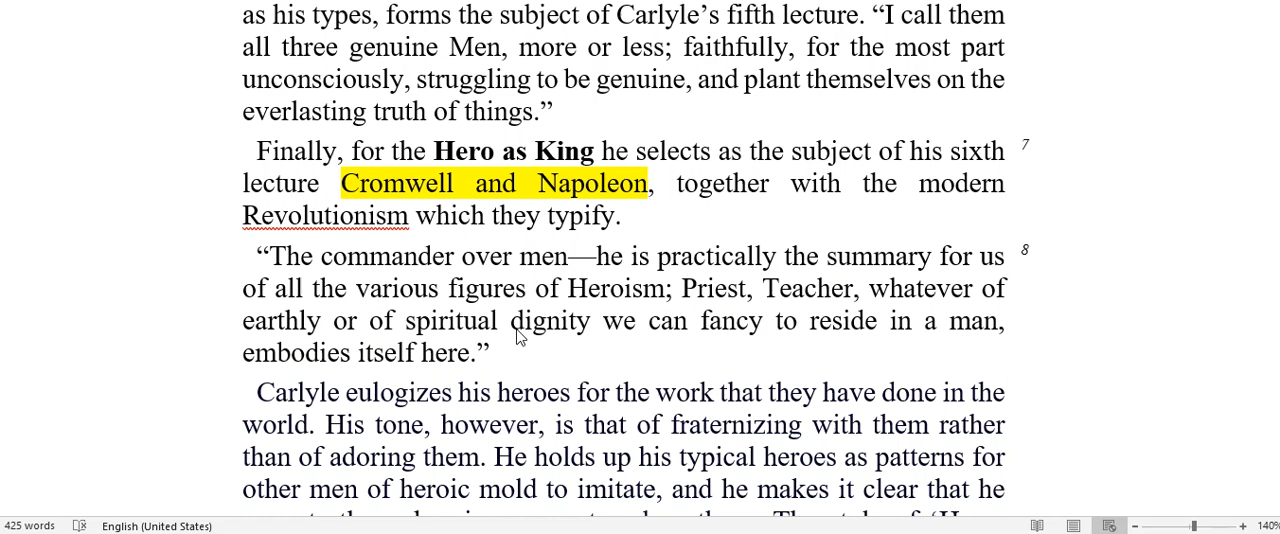 as his types, forms the subject of Carlyle’s fifth lecture. “I call them
all three genuine Men, more or less; faithfully, for the most part
unconsciously, struggling to be genuine, and plant themselves on the
everlasting truth of things.”
Finally, for the Hero as King he selects as the subject of his sixth 7
lecture Cromwell and Napoleon, together with the modern
Revolutionism which they typify.
“The commander over men—he is practically the summary for us 8
of all the various figures of Heroism; Priest, Teacher, whatever of
earthly or of spiritual dignity we can fancy to reside in a man,
embodies itself here.”
Carlyle eulogizes his heroes for the work that they have done in the
world. His tone, however, is that of fraternizing with them rather
than of adoring them. He holds up his typical heroes as patterns for
other men of heroic mold to imitate, and he makes it clear that he
425 words English (United States) 140%